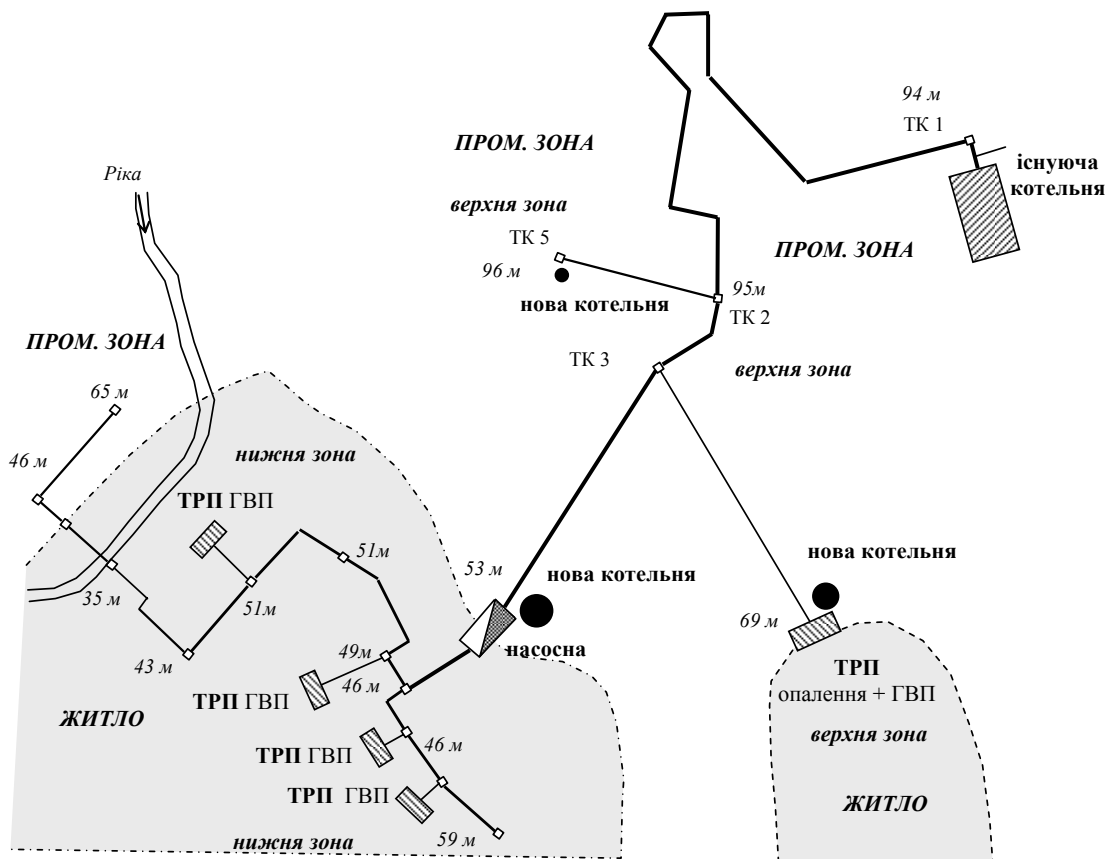 94 м
ТК 1
ПРОМ. ЗОНА
існуюча
котельня
Ріка
верхня зона
ТК 5
ПРОМ. ЗОНА
96 м
95м
нова котельня
ТК 2
ПРОМ. ЗОНА
ТК 3
верхня зона
65 м
46 м
нижня зона
ТРП ГВП
51м
нова котельня
53 м
нова котельня
35 м
51м
69 м
насосна
43 м
49м
ТРП
46 м
опалення + ГВП
ТРП ГВП
ЖИТЛО
верхня зона
46 м
ТРП ГВП
ТРП ГВП
ЖИТЛО
59 м
нижня зона